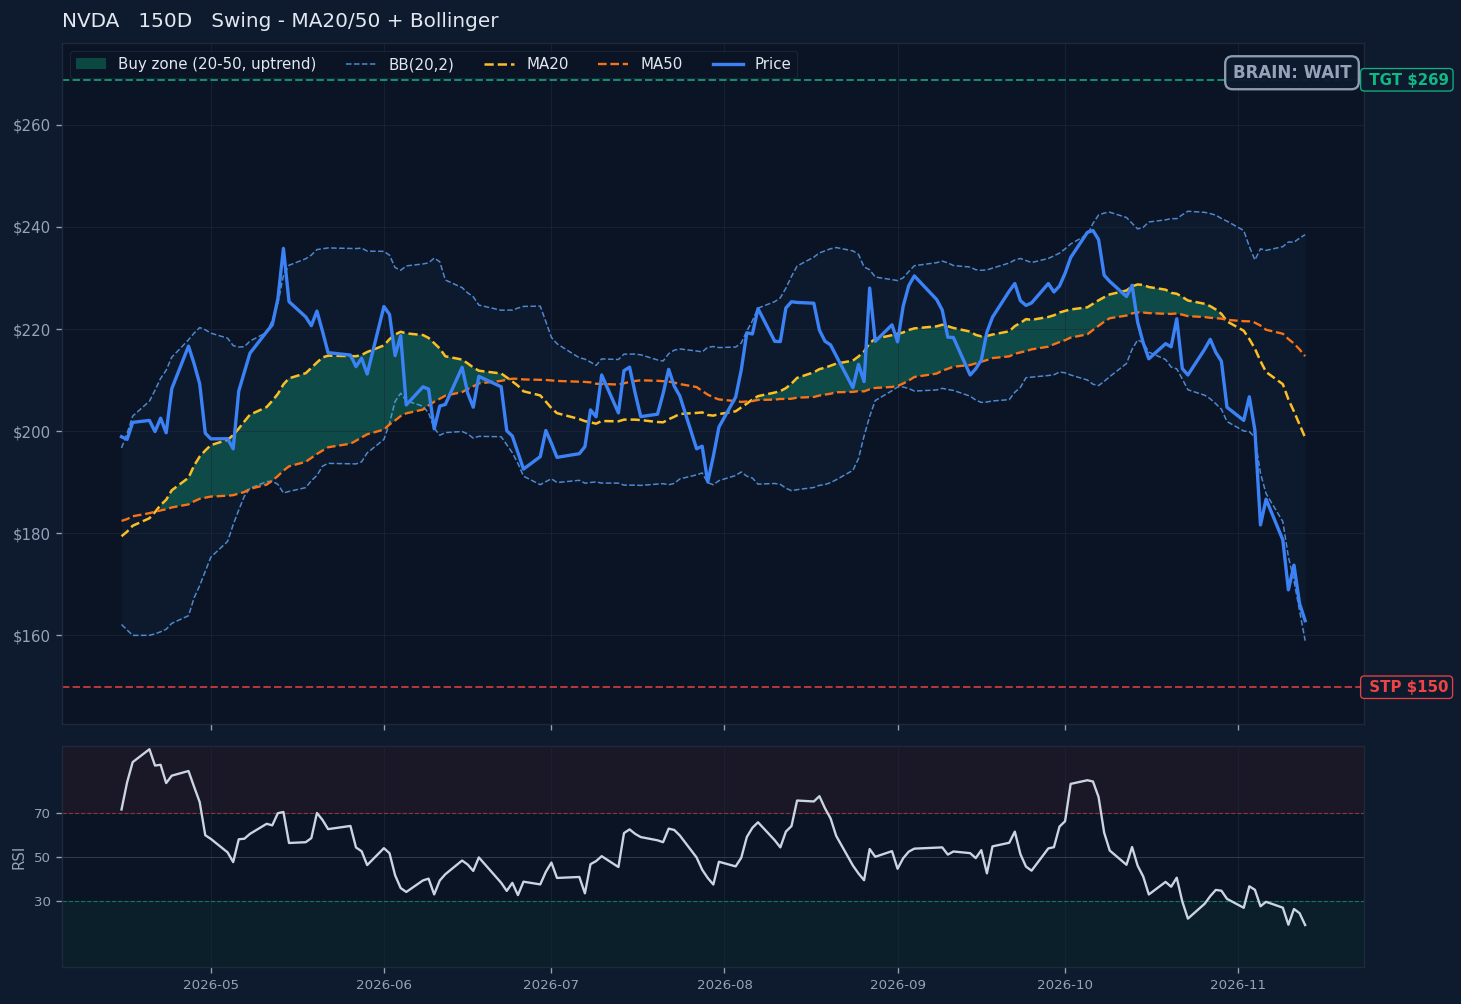 NVDA 150D Swing - MA20/50 + Bollinger
Buy zone (20-50, uptrend) BB(20,2) MA20 MA50 Price
BRAIN: WAIT
TGT $269
$260
$240
$220
$200
$180
$160
STP $150
70
50
30
RSI
2026-05 2026-06 2026-07 2026-08 2026-09 2026-10 2026-11